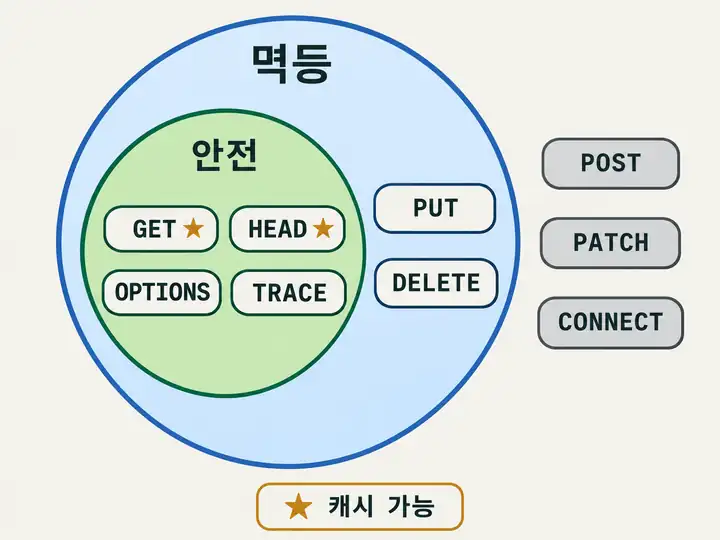 멱등
안전
GET ★ HEAD ★
OPTIONS TRACE
PUT
DELETE
POST
PATCH
CONNECT
★ 캐시 가능